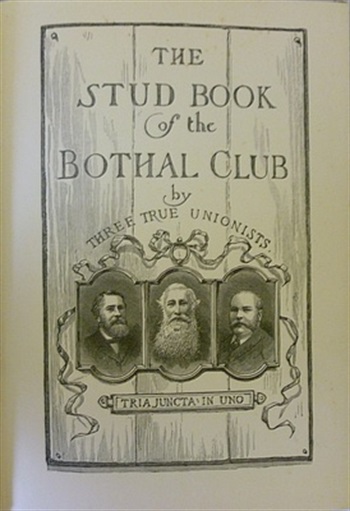 THE
STUD BOOK
of the
BOTHAL CLUB
by
THREE TRUE UNIONISTS.
TRIA JUNCTA IN UNO